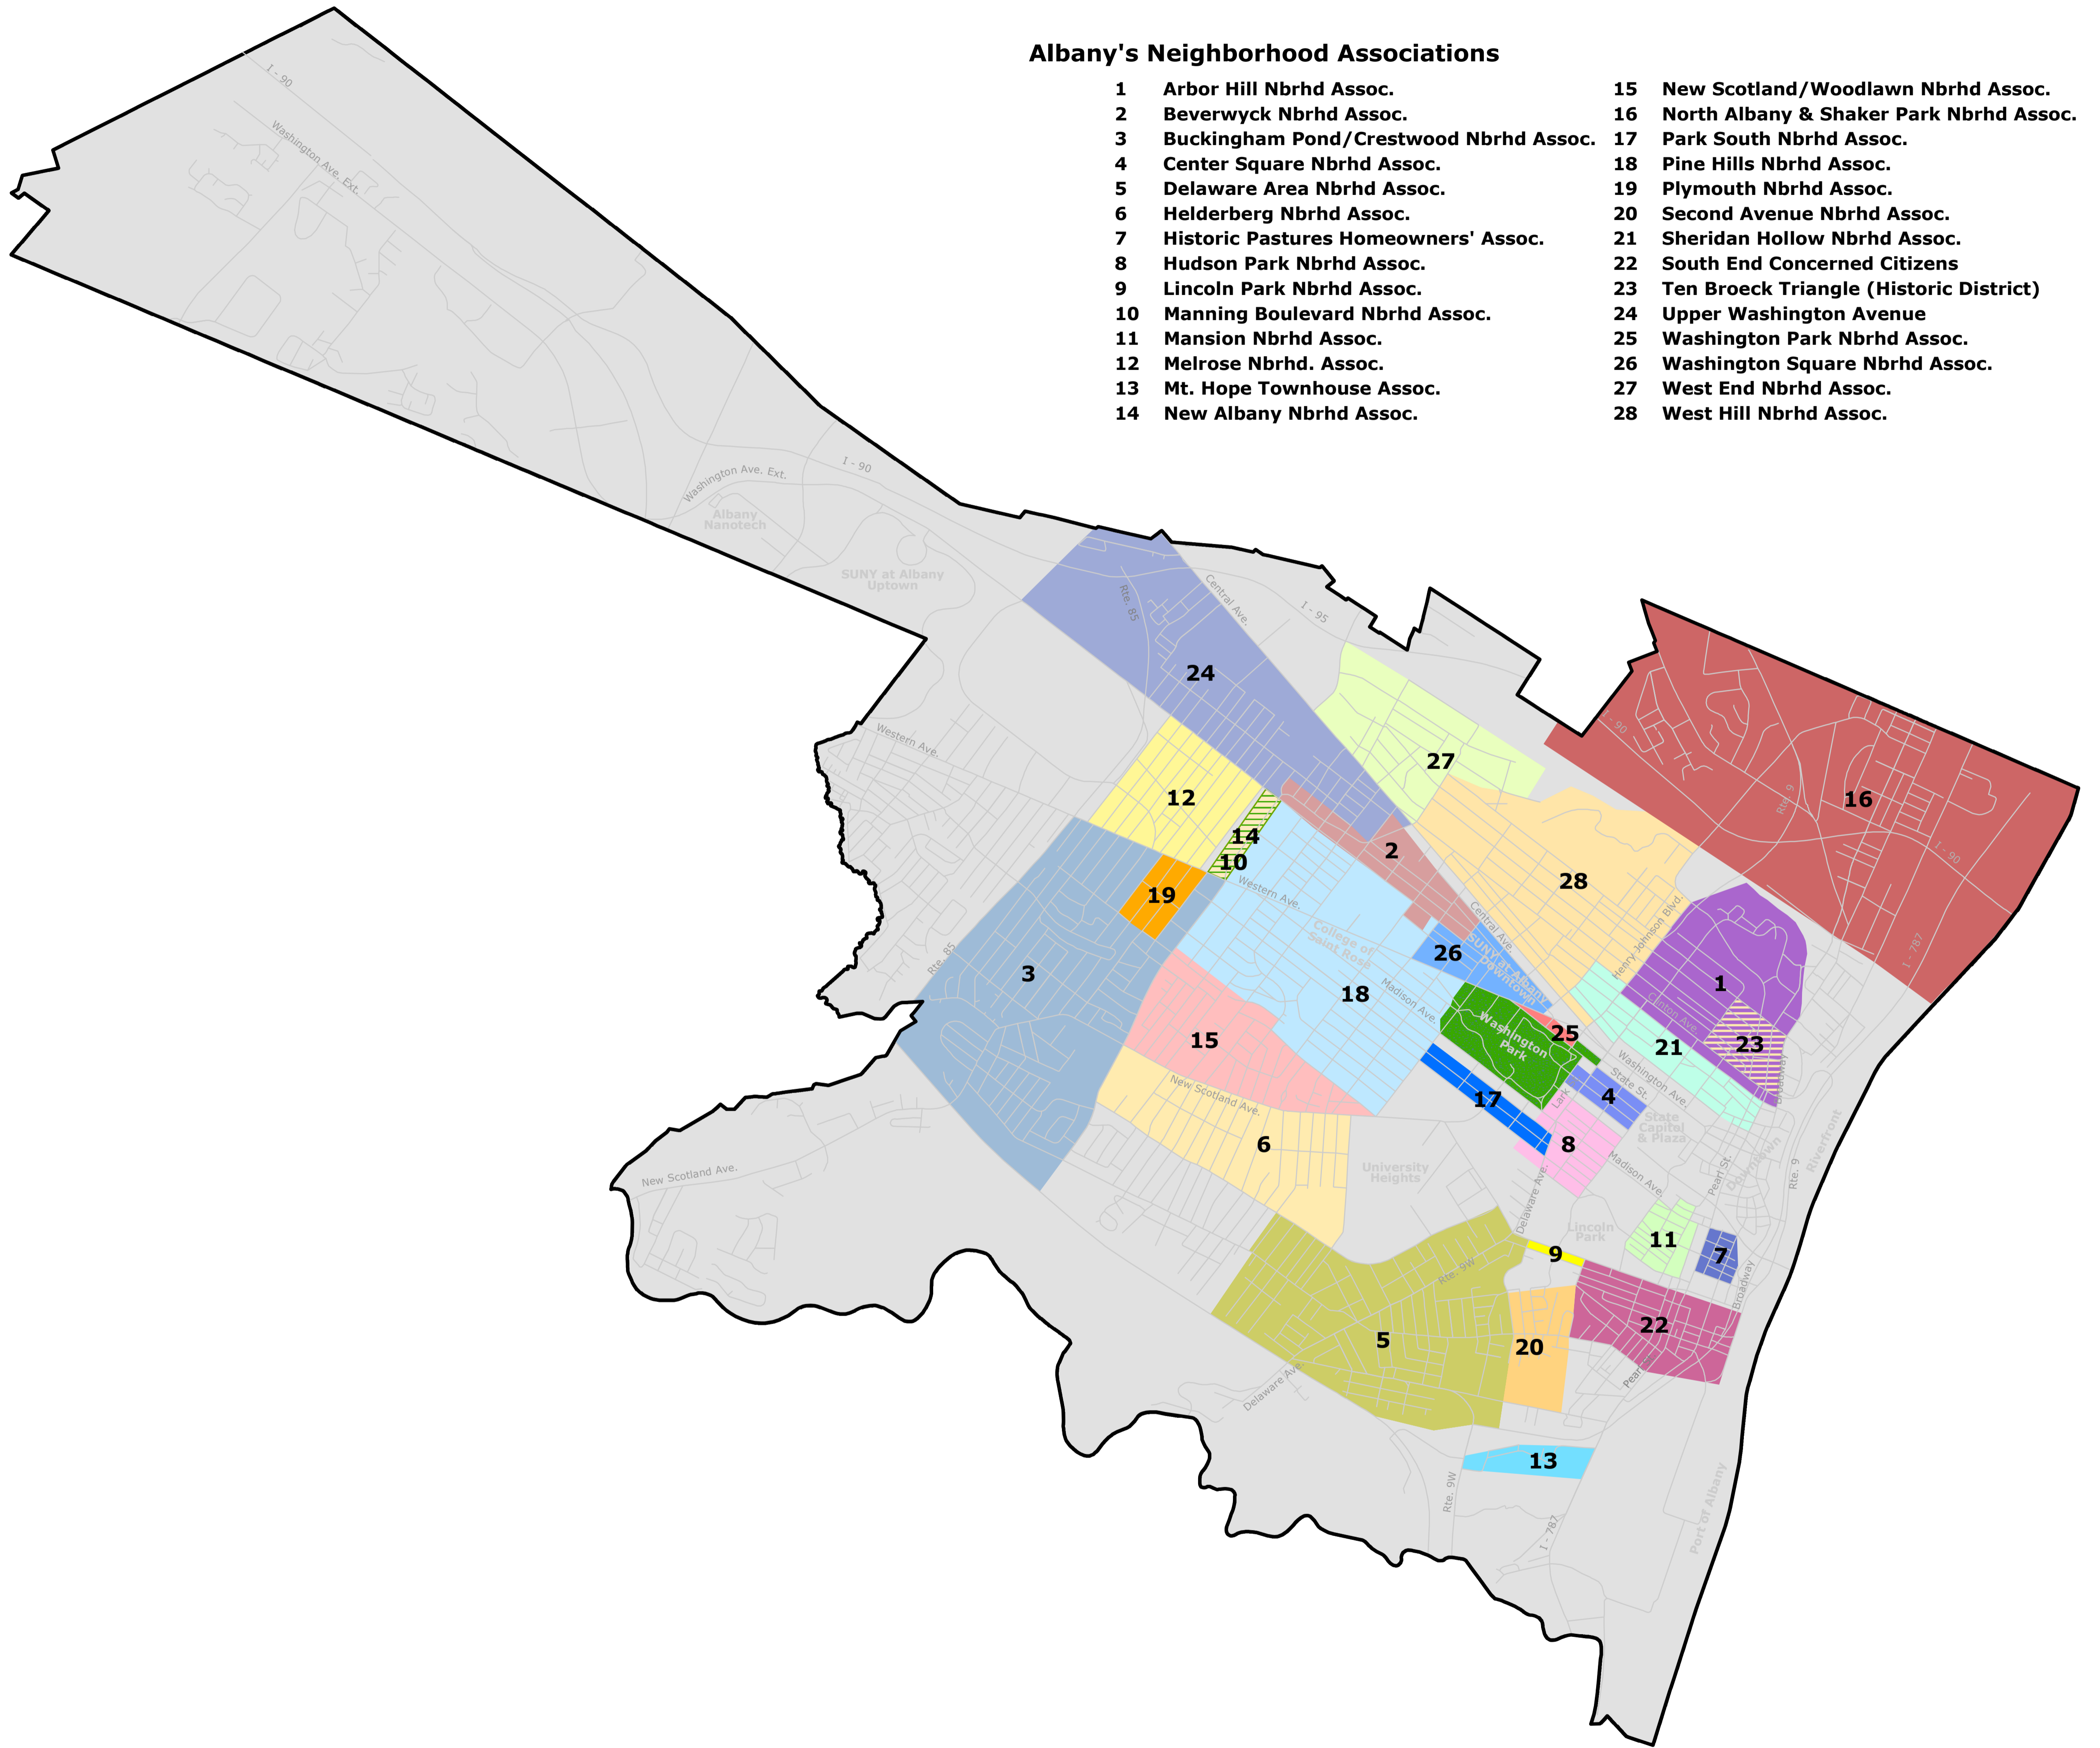 Albany's Neighborhood Associations
1 Arbor Hill Nbrhd Assoc.
2 Beverwyck Nbrhd Assoc.
3 Buckingham Pond/Crestwood Nbrhd Assoc.
4 Center Square Nbrhd Assoc.
5 Delaware Area Nbrhd Assoc.
6 Helderberg Nbrhd Assoc.
7 Historic Pastures Homeowners' Assoc.
8 Hudson Park Nbrhd Assoc.
9 Lincoln Park Nbrhd Assoc.
10 Manning Boulevard Nbrhd Assoc.
11 Mansion Nbrhd Assoc.
12 Melrose Nbrhd. Assoc.
13 Mt. Hope Townhouse Assoc.
14 New Albany Nbrhd Assoc.
15 New Scotland/Woodlawn Nbrhd Assoc.
16 North Albany & Shaker Park Nbrhd Assoc.
17 Park South Nbrhd Assoc.
18 Pine Hills Nbrhd Assoc.
19 Plymouth Nbrhd Assoc.
20 Second Avenue Nbrhd Assoc.
21 Sheridan Hollow Nbrhd Assoc.
22 South End Concerned Citizens
23 Ten Broeck Triangle (Historic District)
24 Upper Washington Avenue
25 Washington Park Nbrhd Assoc.
26 Washington Square Nbrhd Assoc.
27 West End Nbrhd Assoc.
28 West Hill Nbrhd Assoc.
I - 90
Washington Ave. Ext.
I - 90
Washington Ave. Ext.
Albany
Nanotech
SUNY at Albany
Uptown
Rte. 85
Central Ave.
I - 95
24
Western Ave.
27
I - 90
Rte. 9
16
I - 90
I - 787
12
14
10
2
28
19
Western Ave.
College of
Saint Rose
Central Ave.
Henry Johnson Blvd.
26
SUNY at Albany
Downtown
Rte. 85
3
18
Madison Ave.
1
Clinton Ave.
15
Washington
Park
25
21
23
Broadway
Washington Ave.
State St.
New Scotland Ave.
17
Lark
4
State
Capitol
& Plaza
6
8
Riverfront
Downtown
University
Heights
New Scotland Ave.
Madison Ave.
Pearl St.
Rte. 9
Delaware Ave.
Lincoln
Park
11
7
9
Rte. 9W
Broadway
5
20
22
Pearl
Delaware Ave.
13
Rte. 9W
I - 787
Port of Albany